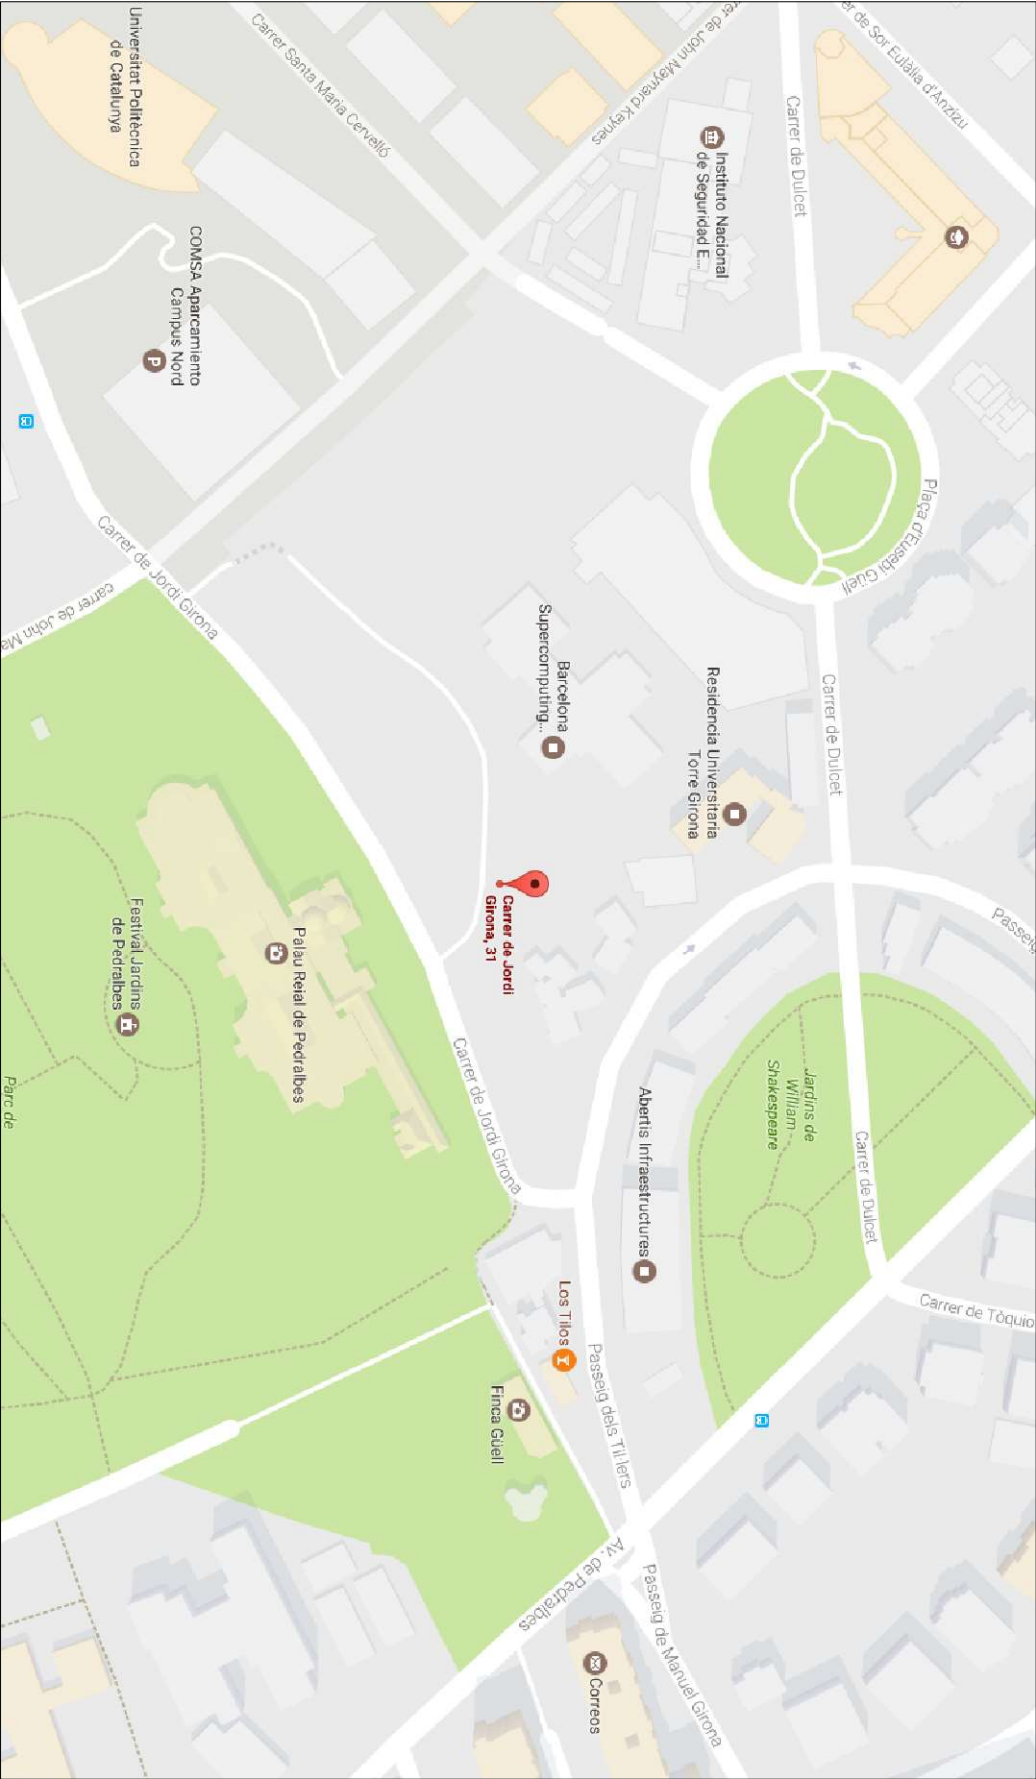 Universitat Politècnica
de Catalunya
Carrer Santa Maria Cervelló
COMSA Aparcamiento
Campus Nord
P
Carrer de Jordi Girona
Instituto Nacional
de Seguridad E...
Carrer de Dulcet
Plaça d'Eusebi Güell
Barcelona
Supercomputing...
Residencia Universitaria
Torre Girona
Carrer de Dulcet
Carrer de Jordi
Girona, 31
Palau Reial de Pedralbes
Festival Jardins
de Pedralbes
Parc de
Carrer de Jordi Girona
Abertis Infraestructures
Jardins de
William
Shakespeare
Carrer de Dulcet
Carrer de Tòquio
Passeig
Los Tilos
Finca Güell
Passeig dels Til·lers
Av. de Pedralbes
Passeig de Manuel Girona
Correos
er de Sor Eulàlia d'Anzizu
rer de John Maynard Keynes
carrer de John Ma